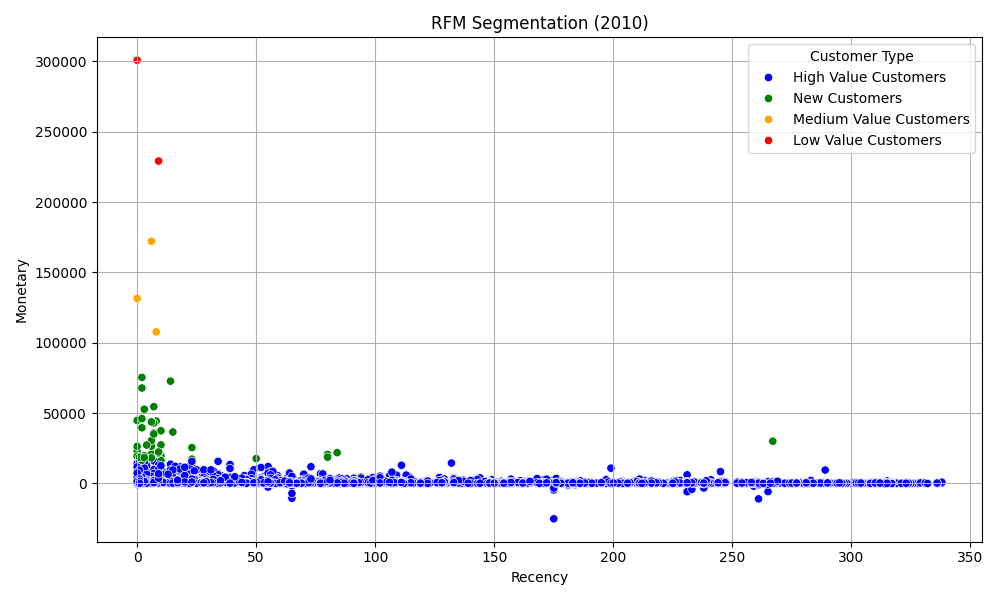 RFM Segmentation (2010)
Customer Type
High Value Customers
New Customers
Medium Value Customers
Low Value Customers
Monetary
300000
250000
200000
150000
100000
50000
0
0
50
100
150
200
250
300
350
Recency